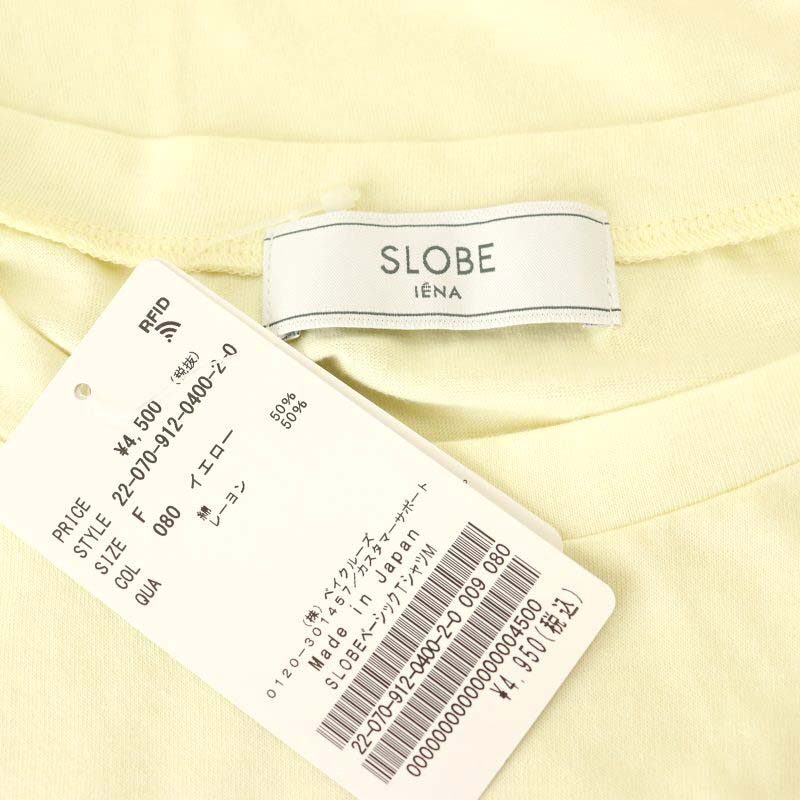 SLOBE
IËNA
RFID
PRICE ¥4,500 (税抜)
STYLE 22-070-912-0400-2-0
SIZE F
COL 080 イエロー
QUA 綿 50%
レーヨン 50%
(株) ベイクルーズ
0120-301457/カスタマーサポート
Made in Japan
SLOBEベーシックTシャツM
22-070-912-0400-2-0 009 080
¥4,950(税込)